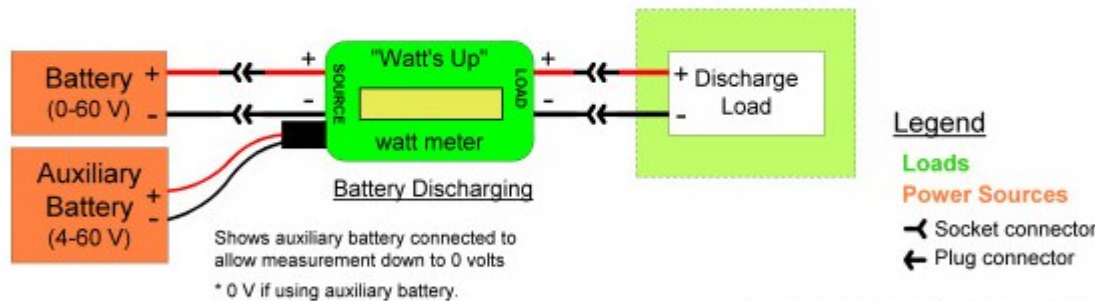 Battery
(0-60 V)
+
-
Auxiliary
Battery
(4-60 V)
+
-
+
-
SOURCE
"Watt's Up"
watt meter
LOAD
+
-
+
-
Discharge
Load
Battery Discharging
Shows auxiliary battery connected to
allow measurement down to 0 volts
* 0 V if using auxiliary battery.
Legend
Loads
Power Sources
Socket connector
Plug connector